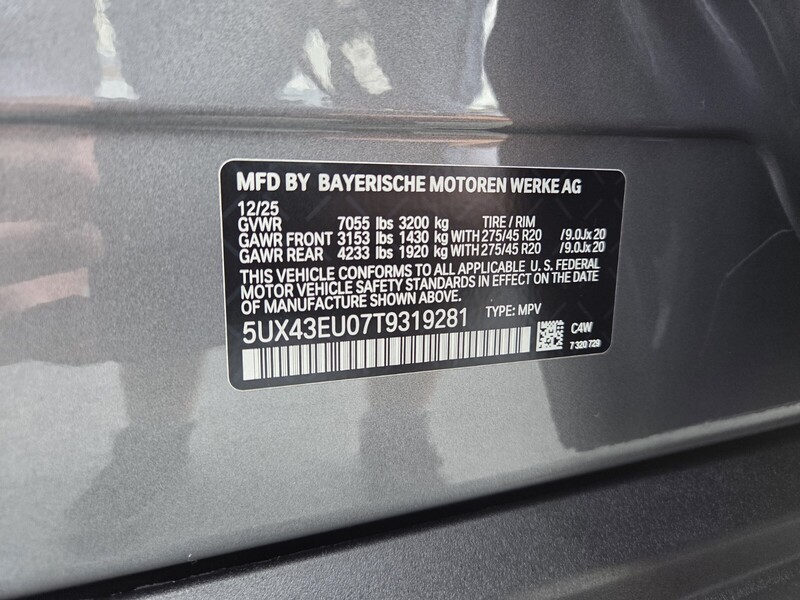 MFD BY BAYERISCHE MOTOREN WERKE AG
12/25
GVWR 7055 lbs 3200 kg TIRE / RIM
GAWR FRONT 3153 lbs 1430 kg WITH 275/45 R20 /9.0Jx20
GAWR REAR 4233 lbs 1920 kg WITH 275/45 R20 /9.0Jx20
THIS VEHICLE CONFORMS TO ALL APPLICABLE U.S. FEDERAL
MOTOR VEHICLE SAFETY STANDARDS IN EFFECT ON THE DATE
OF MANUFACTURE SHOWN ABOVE.
5UX43EU07T9319281 TYPE: MPV
C4W
7 320 729